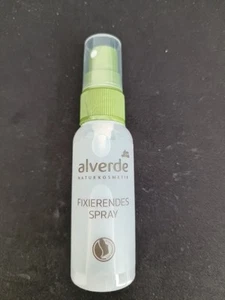 alverde
NATURKOSMETIK
FIXIERENDES
SPRAY